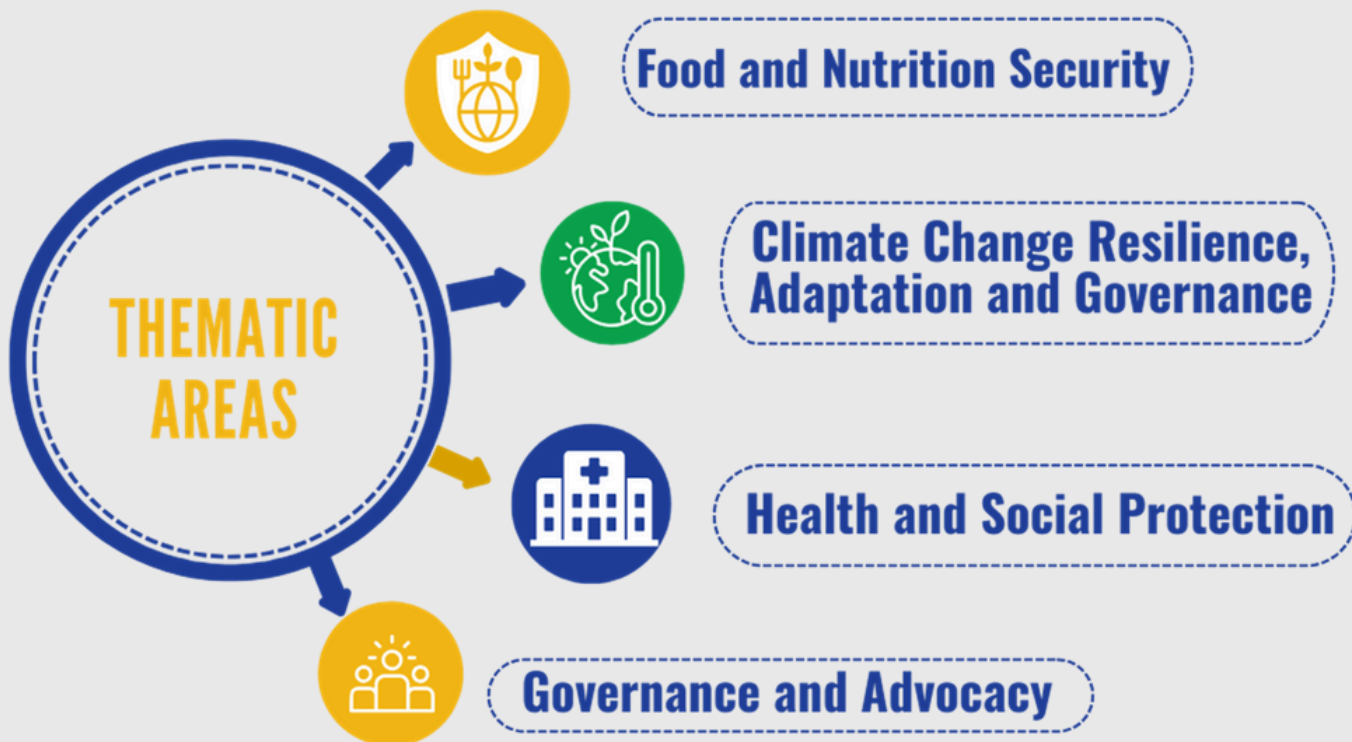 Food and Nutrition Security
Climate Change Resilience,
Adaptation and Governance
THEMATIC
AREAS
Health and Social Protection
Governance and Advocacy